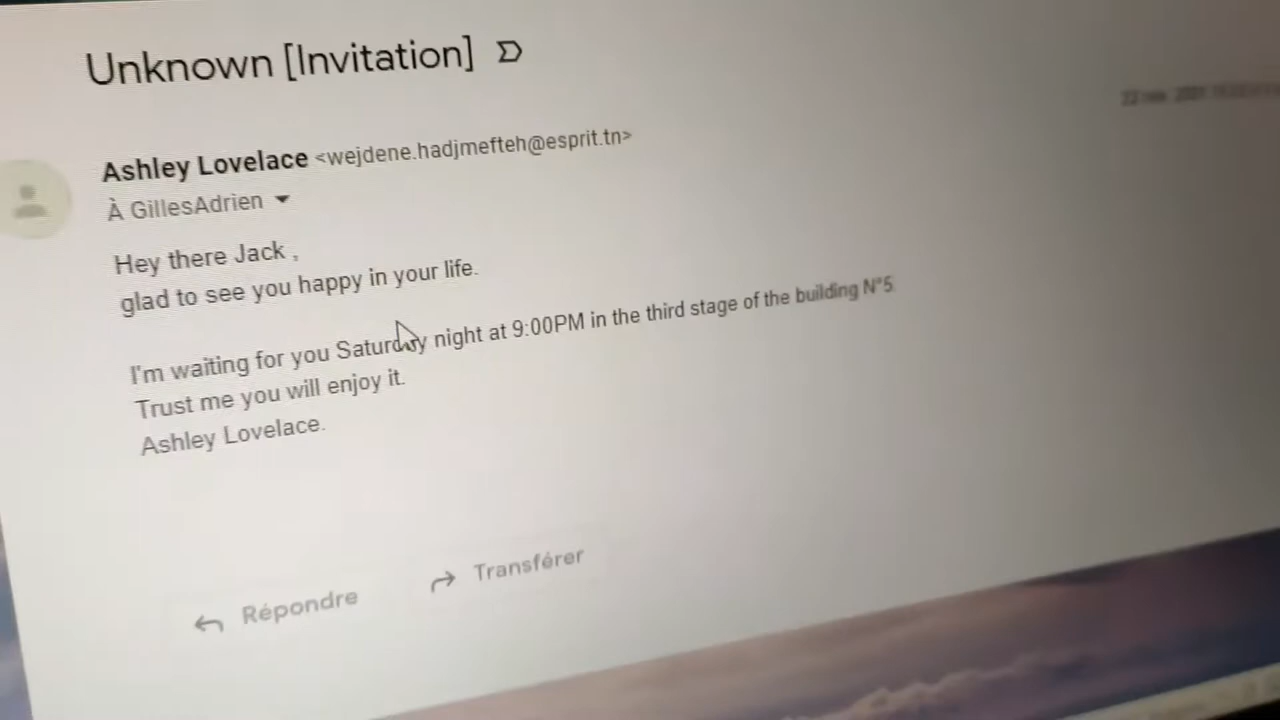 Unknown [Invitation]
Ashley Lovelace <wejdene.hadjmefteh@esprit.tn>
À GillesAdrien
Hey there Jack ,
glad to see you happy in your life.
I'm waiting for you Saturday night at 9:00PM in the third stage of the building N°5
Trust me you will enjoy it.
Ashley Lovelace.
Répondre
Transférer